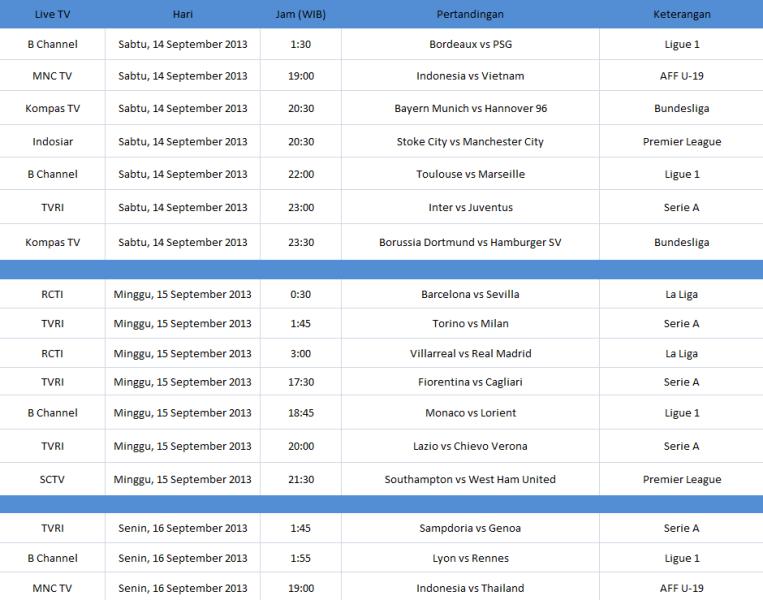 Live TV Hari Jam (WIB) Pertandingan Keterangan
B Channel Sabtu, 14 September 2013 1:30 Bordeaux vs PSG Ligue 1
MNC TV Sabtu, 14 September 2013 19:00 Indonesia vs Vietnam AFF U-19
Kompas TV Sabtu, 14 September 2013 20:30 Bayern Munich vs Hannover 96 Bundesliga
Indosiar Sabtu, 14 September 2013 20:30 Stoke City vs Manchester City Premier League
B Channel Sabtu, 14 September 2013 22:00 Toulouse vs Marseille Ligue 1
TVRI Sabtu, 14 September 2013 23:00 Inter vs Juventus Serie A
Kompas TV Sabtu, 14 September 2013 23:30 Borussia Dortmund vs Hamburger SV Bundesliga
RCTI Minggu, 15 September 2013 0:30 Barcelona vs Sevilla La Liga
TVRI Minggu, 15 September 2013 1:45 Torino vs Milan Serie A
RCTI Minggu, 15 September 2013 3:00 Villarreal vs Real Madrid La Liga
TVRI Minggu, 15 September 2013 17:30 Fiorentina vs Cagliari Serie A
B Channel Minggu, 15 September 2013 18:45 Monaco vs Lorient Ligue 1
TVRI Minggu, 15 September 2013 20:00 Lazio vs Chievo Verona Serie A
SCTV Minggu, 15 September 2013 21:30 Southampton vs West Ham United Premier League
TVRI Senin, 16 September 2013 1:45 Sampdoria vs Genoa Serie A
B Channel Senin, 16 September 2013 1:55 Lyon vs Rennes Ligue 1
MNC TV Senin, 16 September 2013 19:00 Indonesia vs Thailand AFF U-19